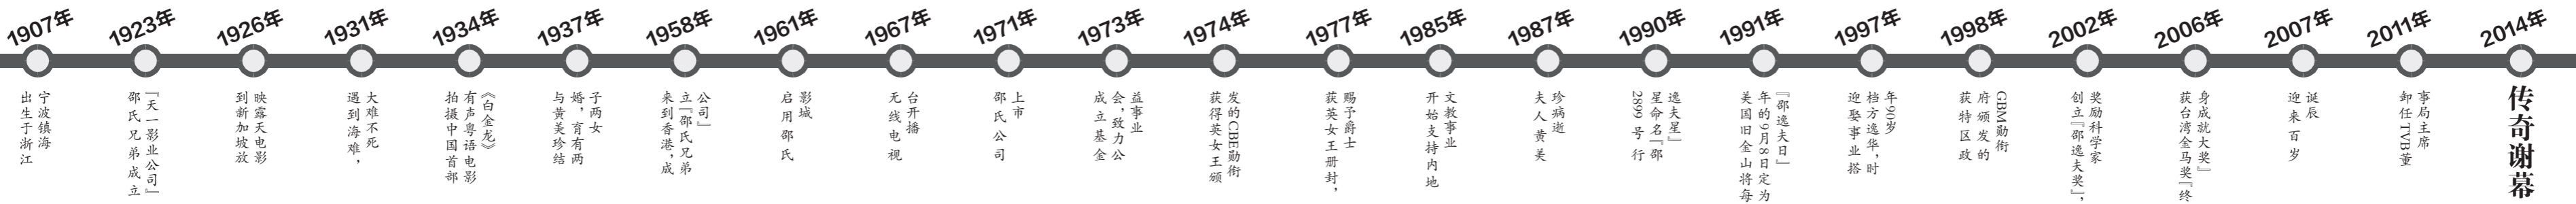 1907年
出生于浙江
宁波镇海
1923年
邵氏兄弟成立
『天一影业公司』
1926年
到新加坡放
映露天电影
1931年
遇到海难，
大难不死
1934年
拍摄中国首部
有声粤语电影
《白金龙》
1937年
与黄美珍结
婚，育有两
子两女
1958年
来到香港，成
立『邵氏兄弟
公司』
1961年
启用邵氏
影城
1967年
无线电视
台开播
1971年
邵氏公司
上市
1973年
成立基金
会，致力公
益事业
1974年
获得英女王颁
发的CBE勋衔
1977年
获英女王册封，
赐予爵士
1985年
开始支持内地
文教事业
1987年
夫人黄美
珍病逝
1990年
2899号行
星命名『邵
逸夫星』
1991年
美国旧金山将每
年的9月8日定为
『邵逸夫日』
1997年
迎娶事业搭
档方逸华，时
年90岁
1998年
获特区政
府颁发的
GBM勋衔
2002年
创立『邵逸夫奖』，
奖励科学家
2006年
获台湾金马奖『终
身成就大奖』
2007年
迎来百岁
诞辰
2011年
卸任TVB董
事局主席
2014年
传奇谢幕